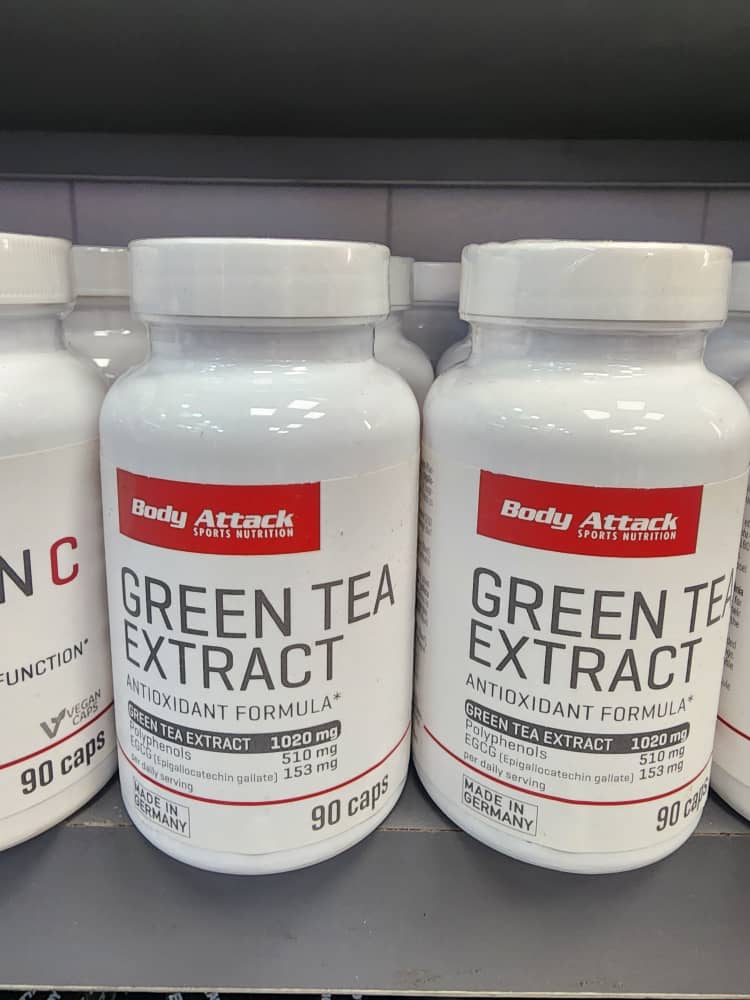 N C
FUNCTION*
VEGAN
CAPS
90 caps
Body Attack
SPORTS NUTRITION
GREEN TEA
EXTRACT
ANTIOXIDANT FORMULA*
GREEN TEA EXTRACT 1020 mg
Polyphenols 510 mg
EGCG (Epigallocatechin gallate) 153 mg
per daily serving
MADE IN
GERMANY
90 caps
Body Attack
SPORTS NUTRITION
GREEN TEA
EXTRACT
ANTIOXIDANT FORMULA*
GREEN TEA EXTRACT 1020 mg
Polyphenols 510 mg
EGCG (Epigallocatechin gallate) 153 mg
per daily serving
MADE IN
GERMANY
90 caps